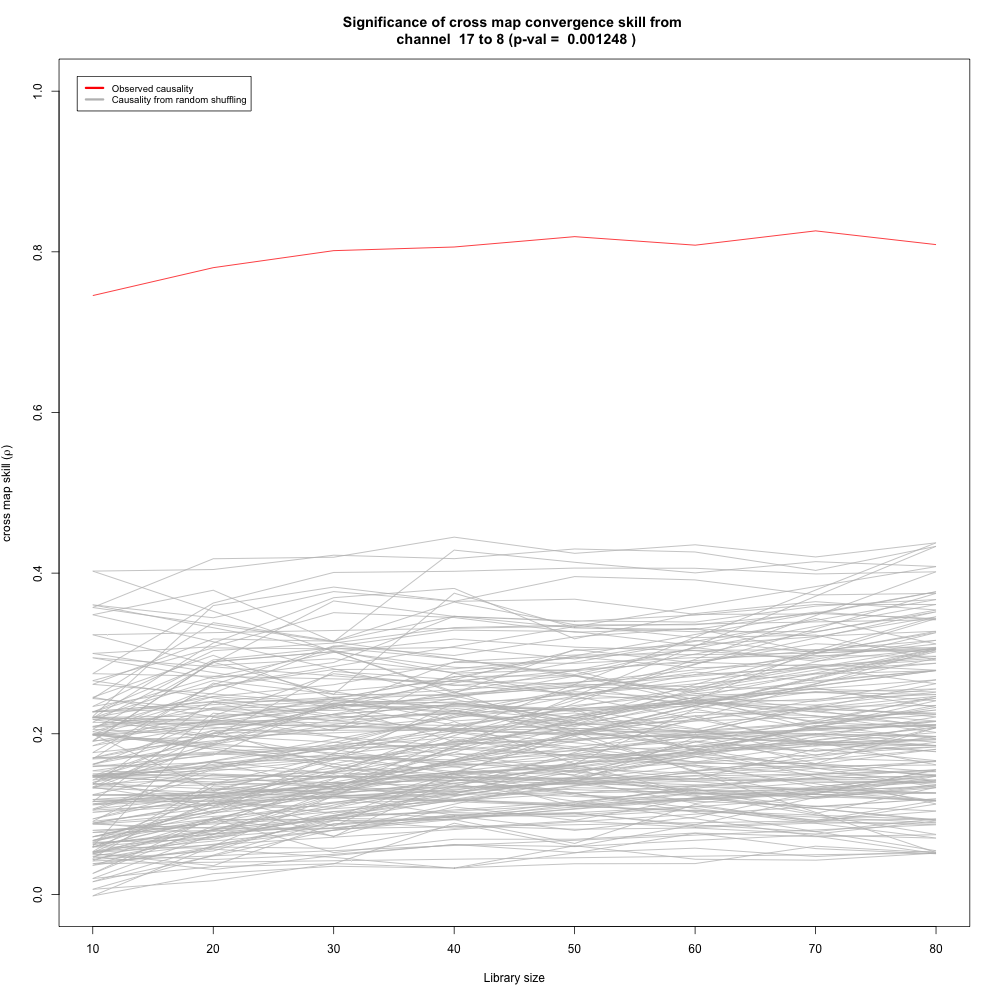 Significance of cross map convergence skill from
channel  17 to 8 (p-val =  0.001248 )
Observed causality
Causality from random shuffling
cross map skill (ρ)
1.0
0.8
0.6
0.4
0.2
0.0
10 20 30 40 50 60 70 80
Library size